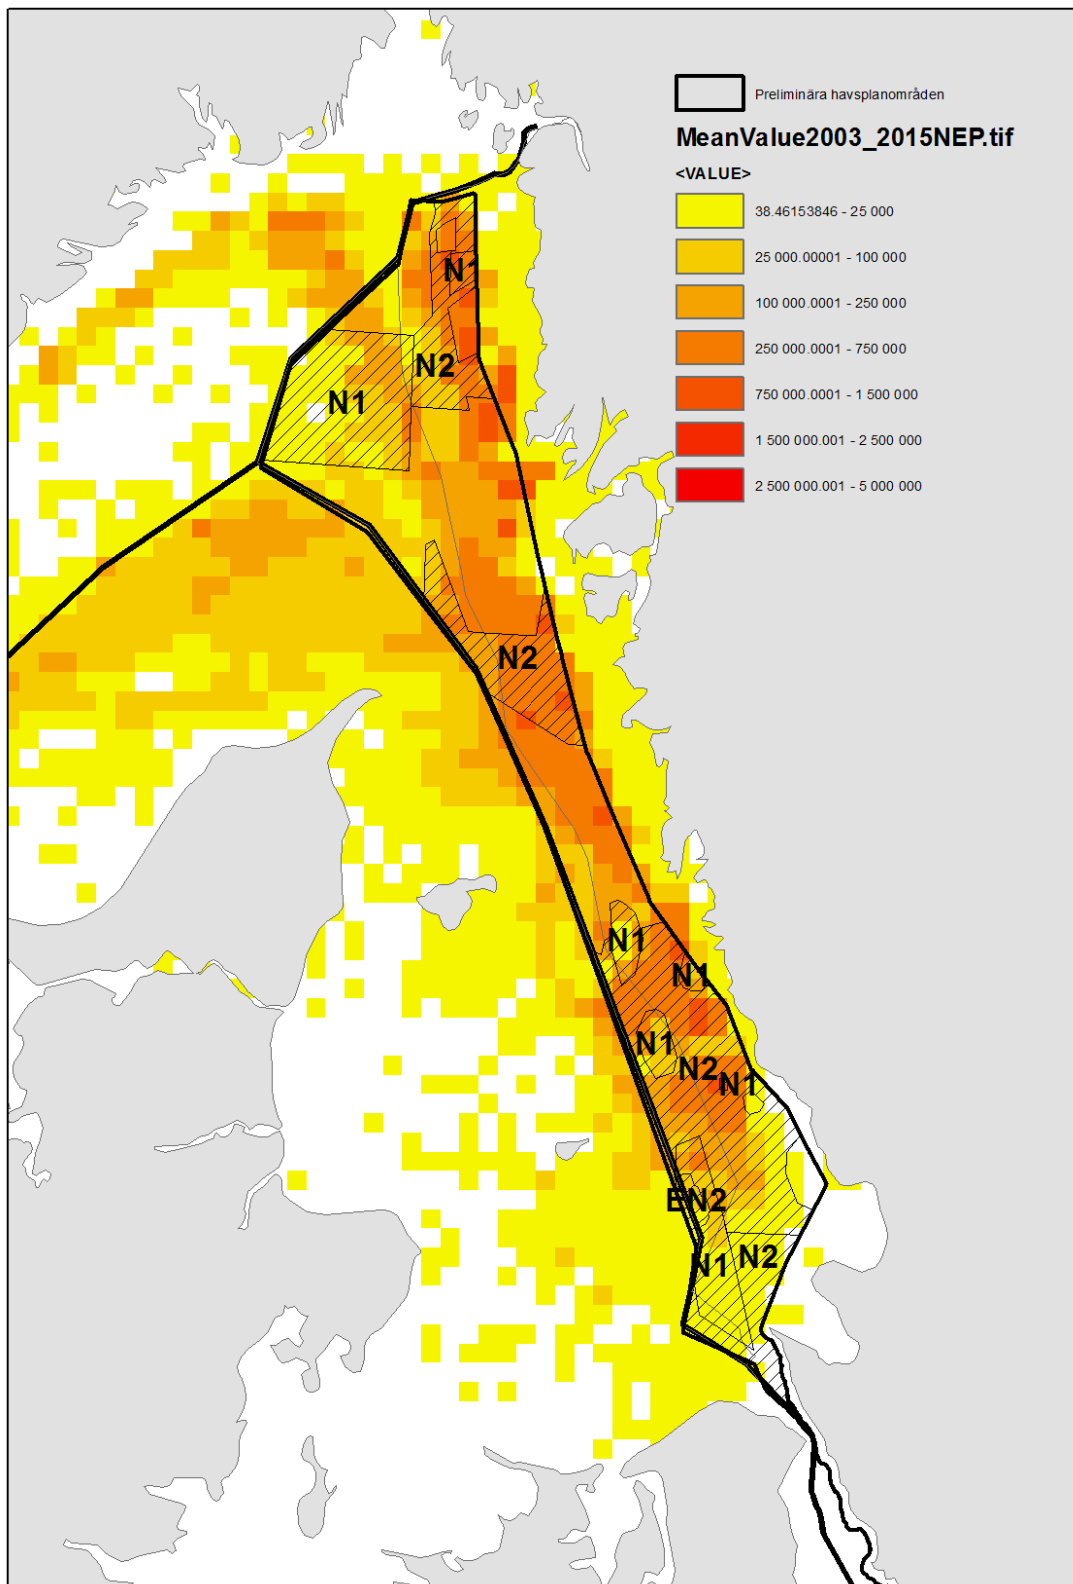 Preliminära havsplanområden
MeanValue2003_2015NEP.tif
<VALUE>
38.46153846 - 25 000
25 000.00001 - 100 000
100 000.0001 - 250 000
250 000.0001 - 750 000
750 000.0001 - 1 500 000
1 500 000.001 - 2 500 000
2 500 000.001 - 5 000 000
N1
N2
N1
N2
N1
N1
N1
N2
N1
EN2
N1
N2